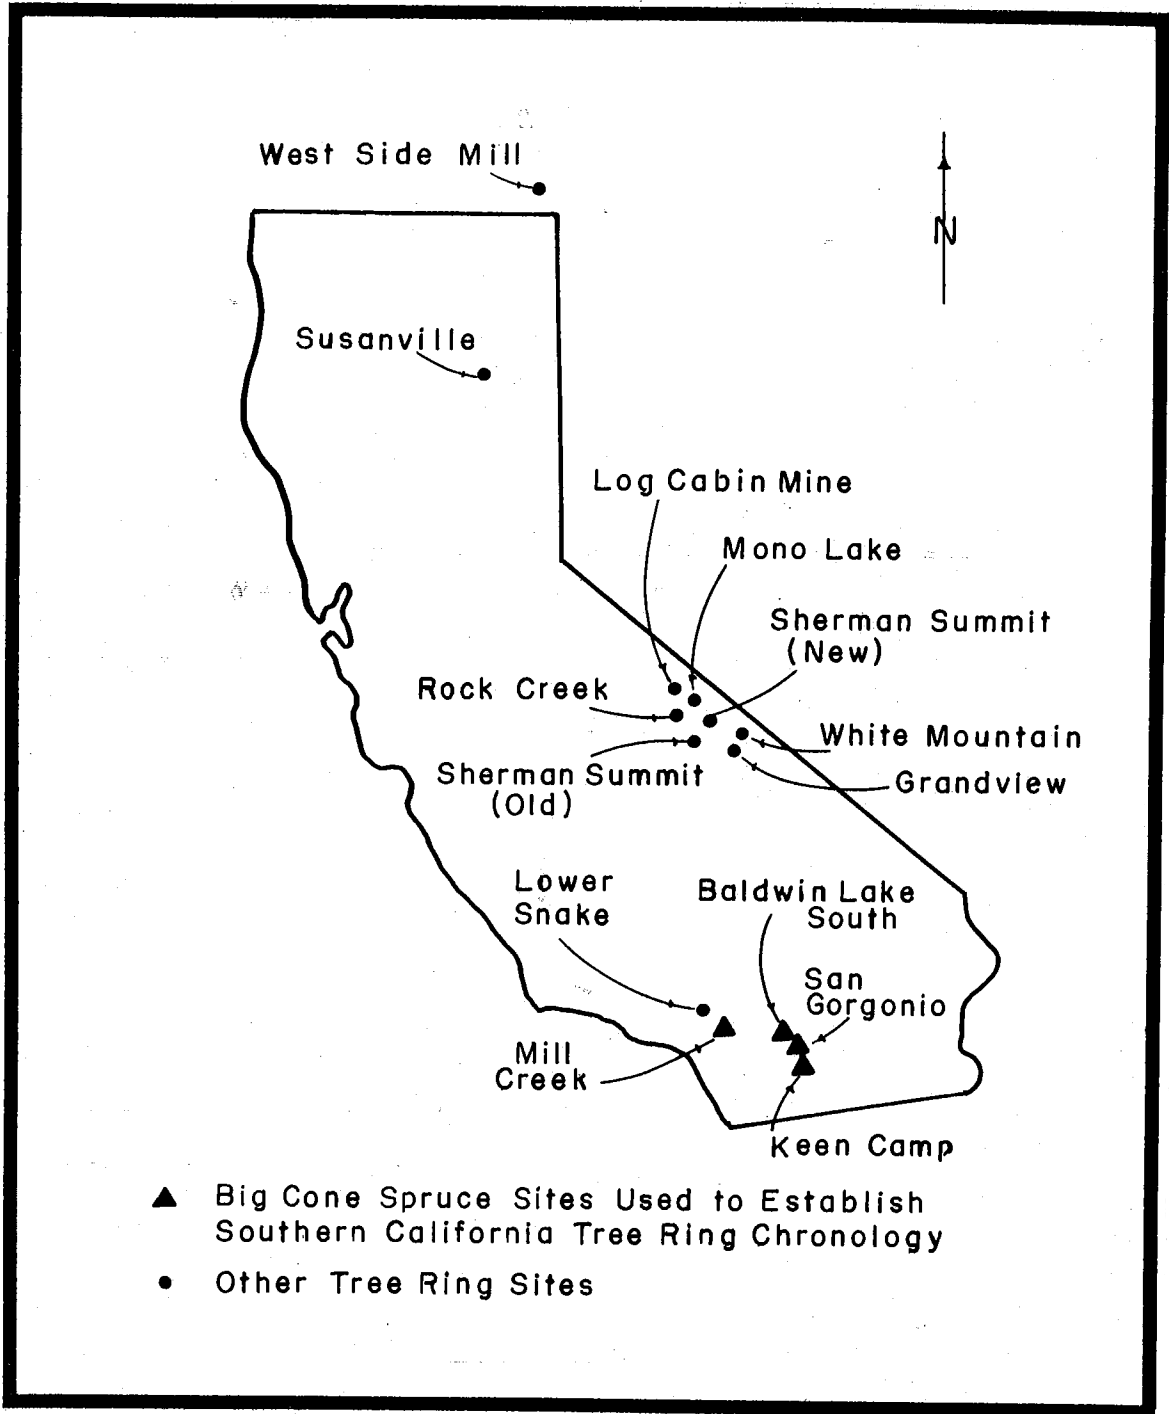 West Side Mill
N
Susanville
Log Cabin Mine
Mono Lake
Sherman Summit
(New)
Rock Creek
White Mountain
Sherman Summit
(Old)
Grandview
Lower
Snake
Baldwin Lake
South
San
Gorgonio
Mill
Creek
Keen Camp
Big Cone Spruce Sites Used to Establish
Southern California Tree Ring Chronology
Other Tree Ring Sites